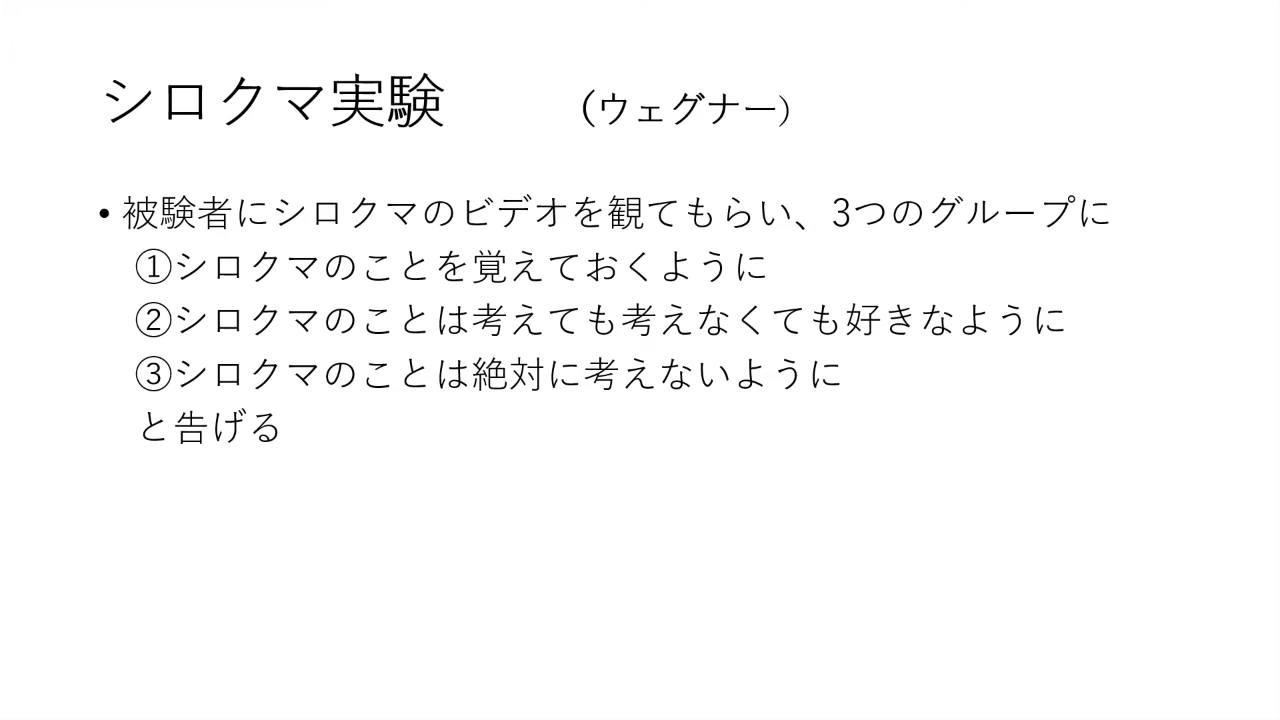 シロクマ実験 （ウェグナー）
• 被験者にシロクマのビデオを観てもらい、3つのグループに
①シロクマのことを覚えておくように
②シロクマのことは考えても考えなくても好きなように
③シロクマのことは絶対に考えないように
と告げる